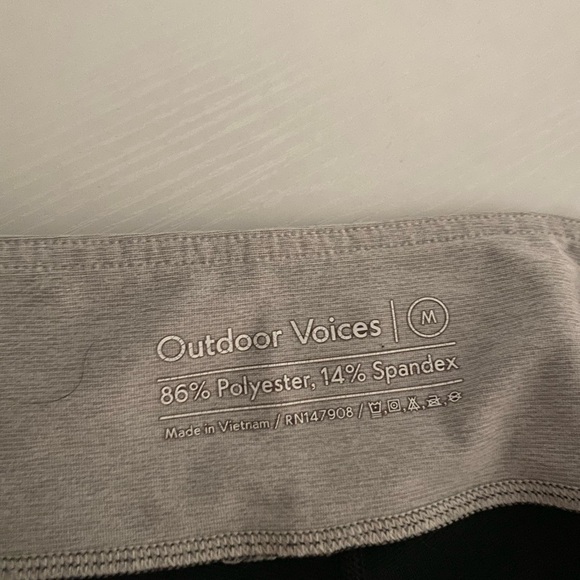 Outdoor Voices | M
86% Polyester, 14% Spandex
Made in Vietnam / RN147908 /